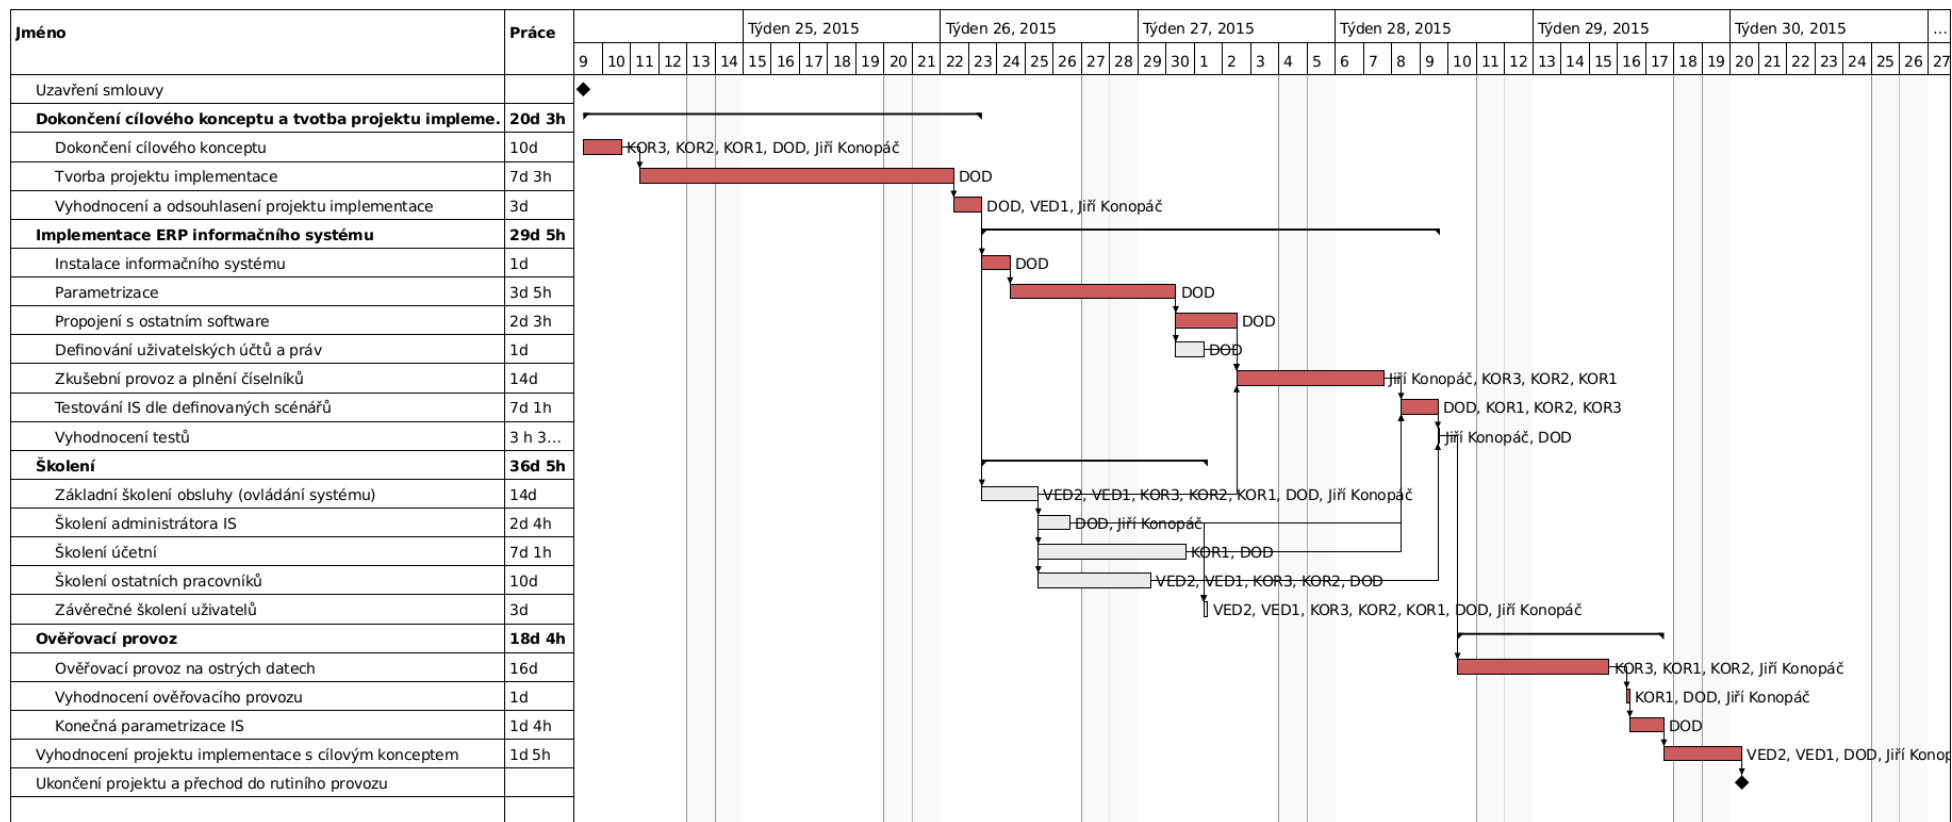 Jméno Práce Týden 25, 2015 Týden 26, 2015 Týden 27, 2015 Týden 28, 2015 Týden 29, 2015 Týden 30, 2015 ...
9 10 11 12 13 14 15 16 17 18 19 20 21 22 23 24 25 26 27 28 29 30 1 2 3 4 5 6 7 8 9 10 11 12 13 14 15 16 17 18 19 20 21 22 23 24 25 26 27
Uzavření smlouvy
Dokončení cílového konceptu a tvotba projektu impleme. 20d 3h
Dokončení cílového konceptu 10d KOR3, KOR2, KOR1, DOD, Jiří Konopáč
Tvorba projektu implementace 7d 3h DOD
Vyhodnocení a odsouhlasení projektu implementace 3d DOD, VED1, Jiří Konopáč
Implementace ERP informačního systému 29d 5h
Instalace informačního systému 1d DOD
Parametrizace 3d 5h DOD
Propojení s ostatním software 2d 3h DOD
Definování uživatelských účtů a práv 1d DOD
Zkušební provoz a plnění číselníků 14d Jiří Konopáč, KOR3, KOR2, KOR1
Testování IS dle definovaných scénářů 7d 1h DOD, KOR1, KOR2, KOR3
Vyhodnocení testů 3 h 3... Jiří Konopáč, DOD
Školení 36d 5h
Základní školení obsluhy (ovládání systému) 14d VED2, VED1, KOR3, KOR2, KOR1, DOD, Jiří Konopáč
Školení administrátora IS 2d 4h DOD, Jiří Konopáč
Školení účetní 7d 1h KOR1, DOD
Školení ostatních pracovníků 10d VED2, VED1, KOR3, KOR2, DOD
Závěrečné školení uživatelů 3d VED2, VED1, KOR3, KOR2, KOR1, DOD, Jiří Konopáč
Ověřovací provoz 18d 4h
Ověřovací provoz na ostrých datech 16d KOR3, KOR1, KOR2, Jiří Konopáč
Vyhodnocení ověřovacího provozu 1d KOR1, DOD, Jiří Konopáč
Konečná parametrizace IS 1d 4h DOD
Vyhodnocení projektu implementace s cílovým konceptem 1d 5h VED2, VED1, DOD, Jiří Konop
Ukončení projektu a přechod do rutiního provozu